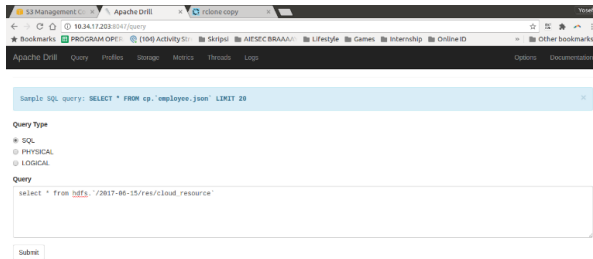 S3 Management C
Apache Drill
rclone copy
Yosef
10.34.17.203:8047/query
Bookmarks PROGRAM OPER (104) Activity Str Skripsi AIESEC BRAAA Lifestyle Games Internship Online ID » Other bookmarks
Apache Drill Query Profiles Storage Metrics Threads Logs Options Documentation
Sample SQL query: SELECT * FROM cp.`employee.json` LIMIT 20 ×
Query Type
SQL
PHYSICAL
LOGICAL
Query
select * from hdfs.`/2017-06-15/res/cloud_resource`
Submit